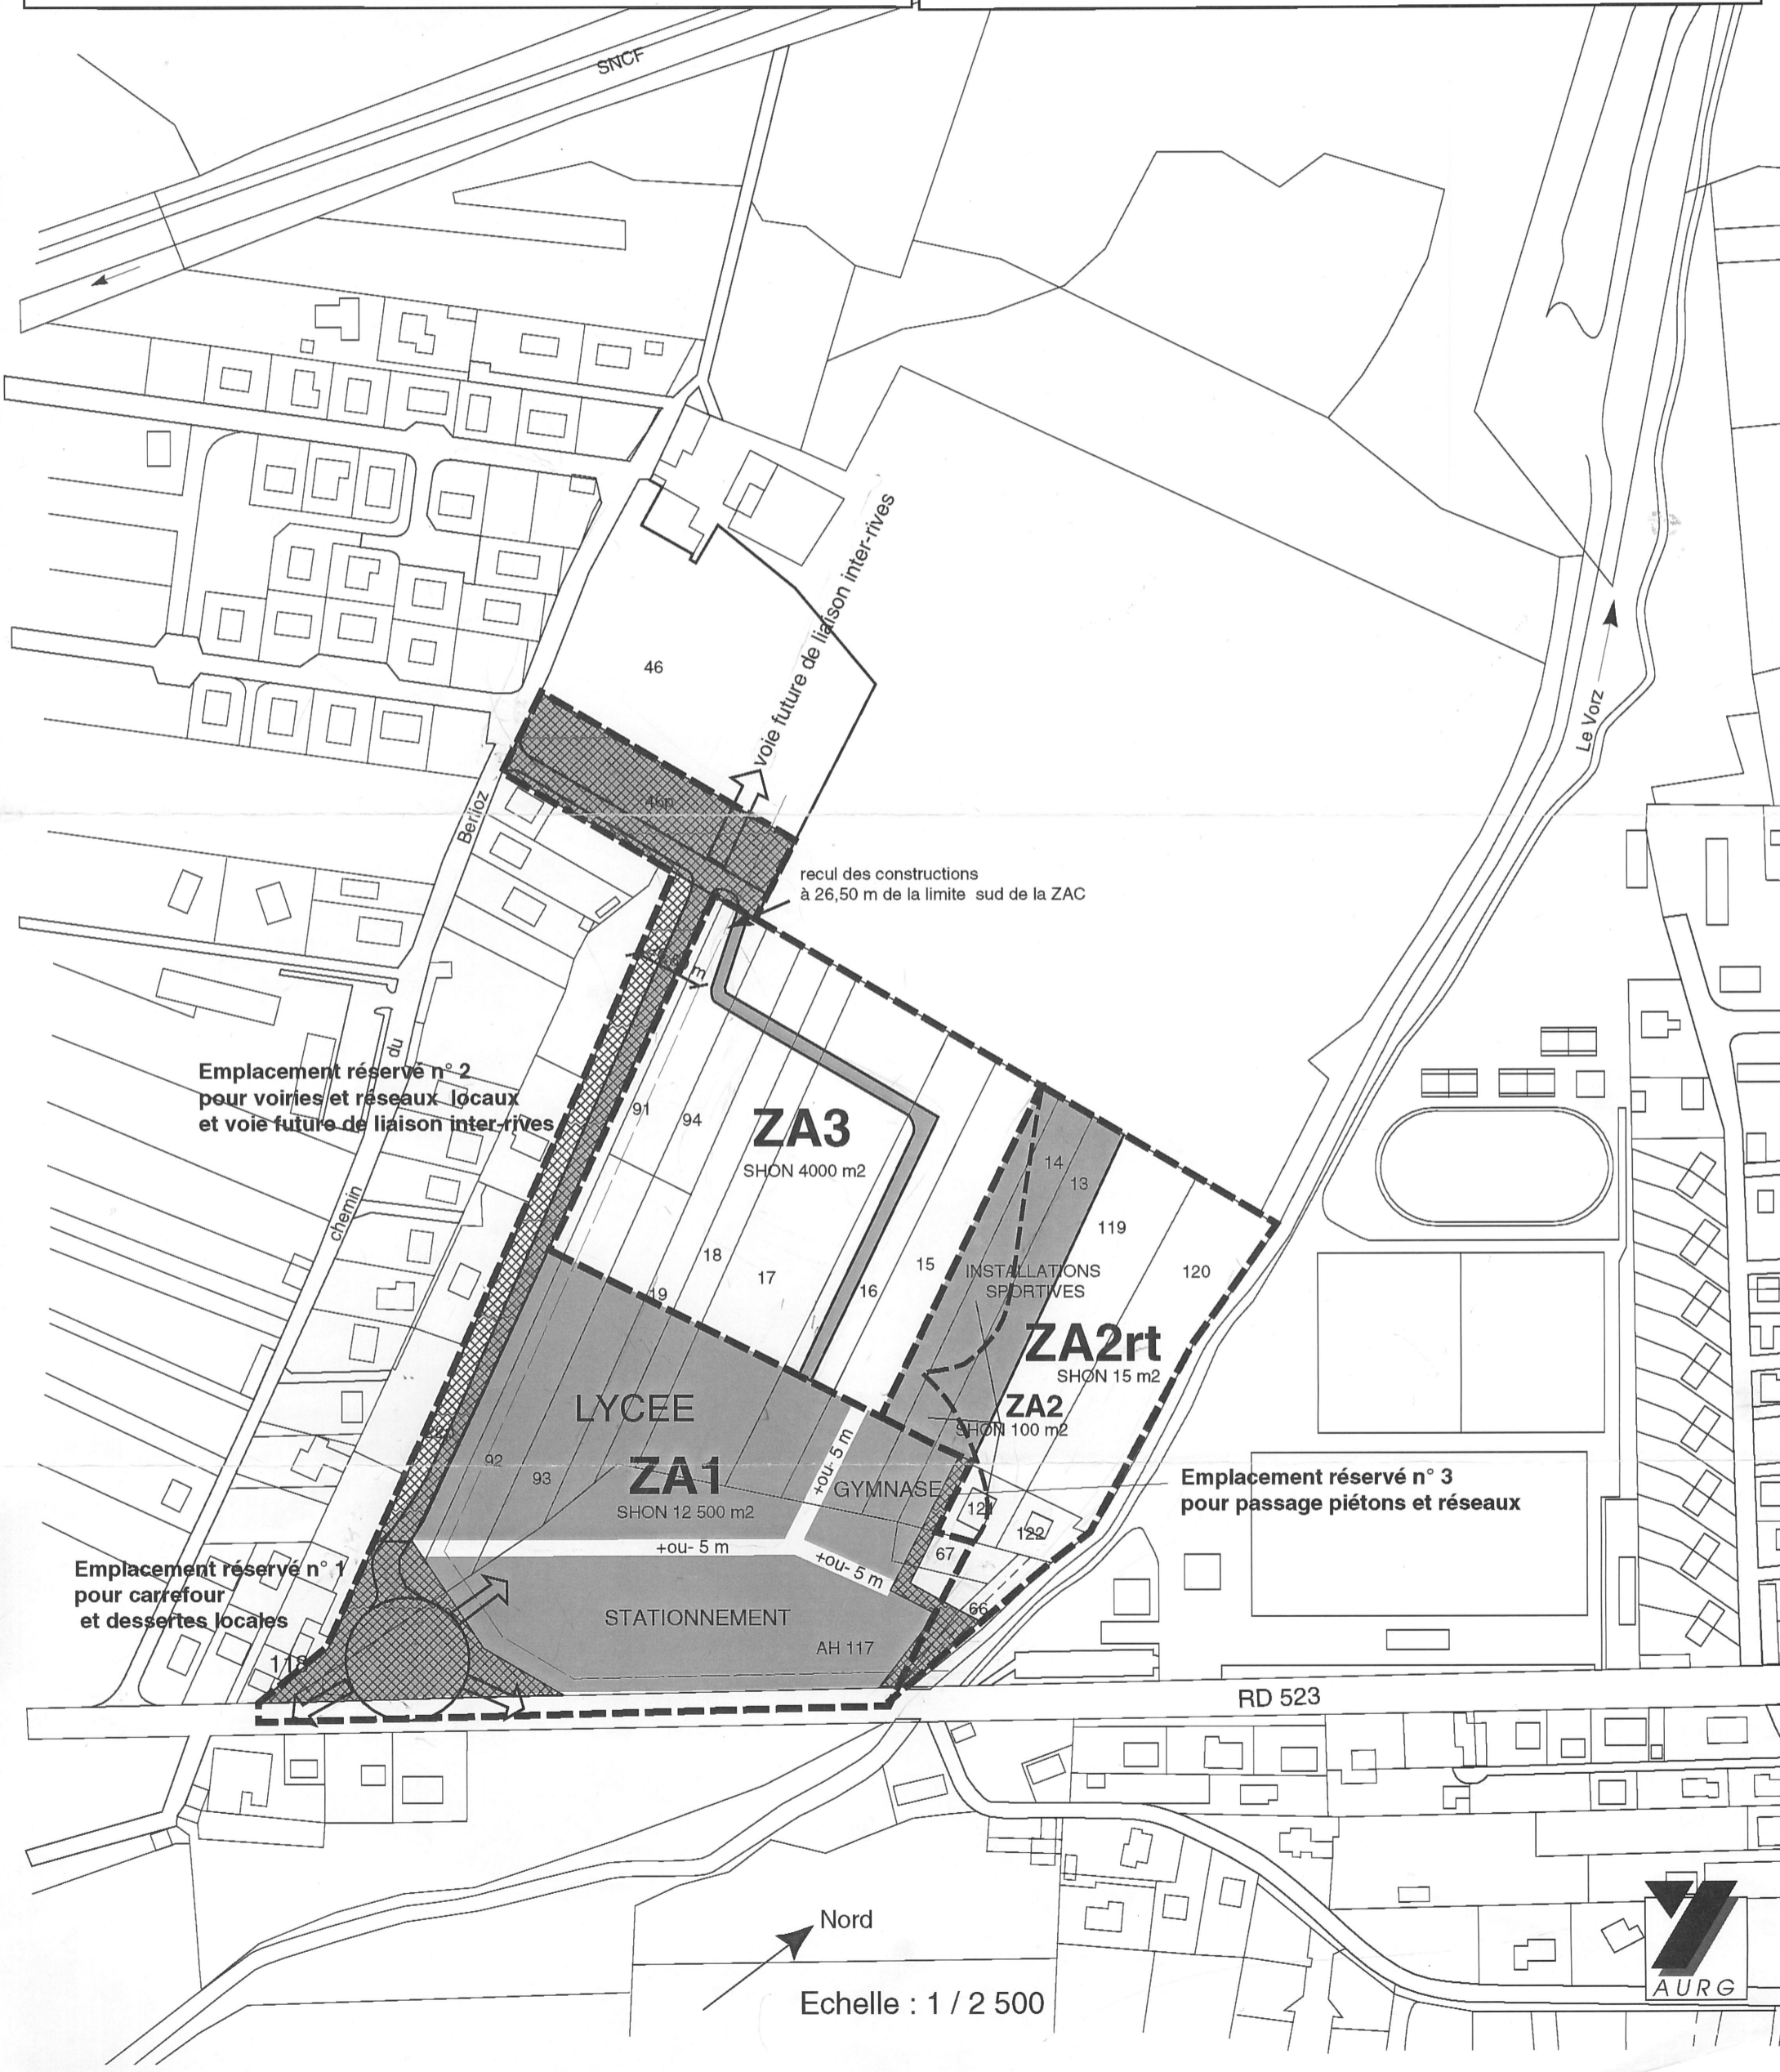 SNCF
voie future de liaison inter-rives
46
Le Vorz
46p
Berlioz
recul des constructions
à 26,50 m de la limite sud de la ZAC
m
du
chemin
Emplacement réservé n° 2
pour voiries et réseaux locaux
et voie future de liaison inter-rives
91
94
ZA3
SHON 4000 m2
14
13
119
120
18
17
19
16
15
INSTALLATIONS
SPORTIVES
ZA2rt
SHON 15 m2
ZA2
SHON 100 m2
LYCEE
92
93
ZA1
SHON 12 500 m2
+ou- 5 m
GYMNASE
Emplacement réservé n° 3
pour passage piétons et réseaux
121
122
67
66
+ou- 5 m
+ou- 5 m
Emplacement réservé n° 1
pour carrefour
et dessertes locales
STATIONNEMENT
AH 117
118
RD 523
Nord
Echelle : 1 / 2 500
AURG